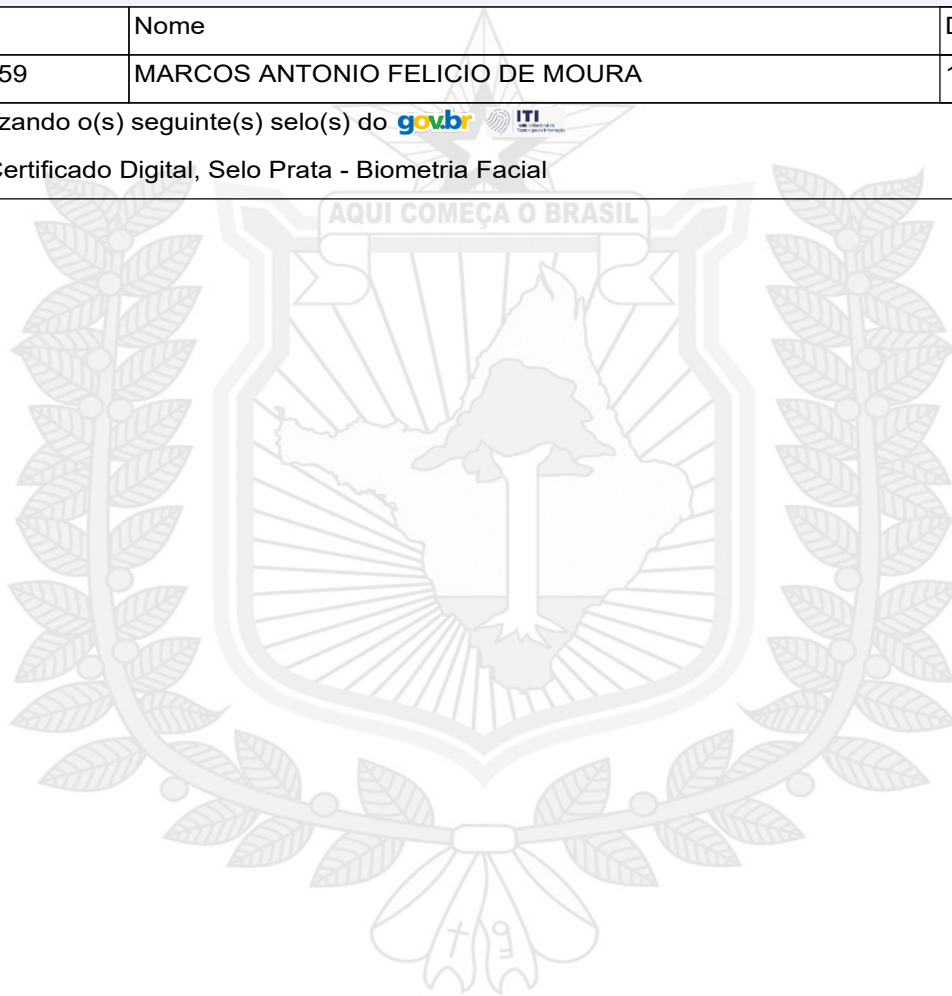 Nome D
59 MARCOS ANTONIO FELICIO DE MOURA 1
zando o(s) seguinte(s) selo(s) do gov.br ITI
Certificado Digital, Selo Prata - Biometria Facial
AQUI COMEÇA O BRASIL